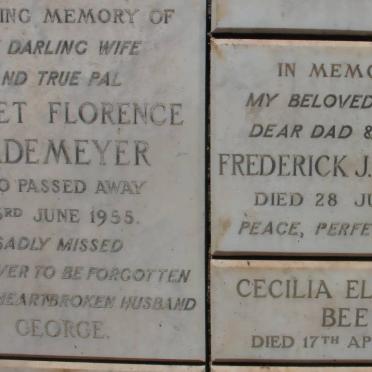 ING MEMORY OF
DARLING WIFE
ND TRUE PAL
ET FLORENCE
DEMEYER
O PASSED AWAY
RD JUNE 1955.
SADLY MISSED
VER TO BE FORGOTTEN
HEARTBROKEN HUSBAND
GEORGE.
IN MEMO
MY BELOVED
DEAR DAD &
FREDERICK J.
DIED 28 JU
PEACE, PERFE
CECILIA EL
BEE
DIED 17TH AP